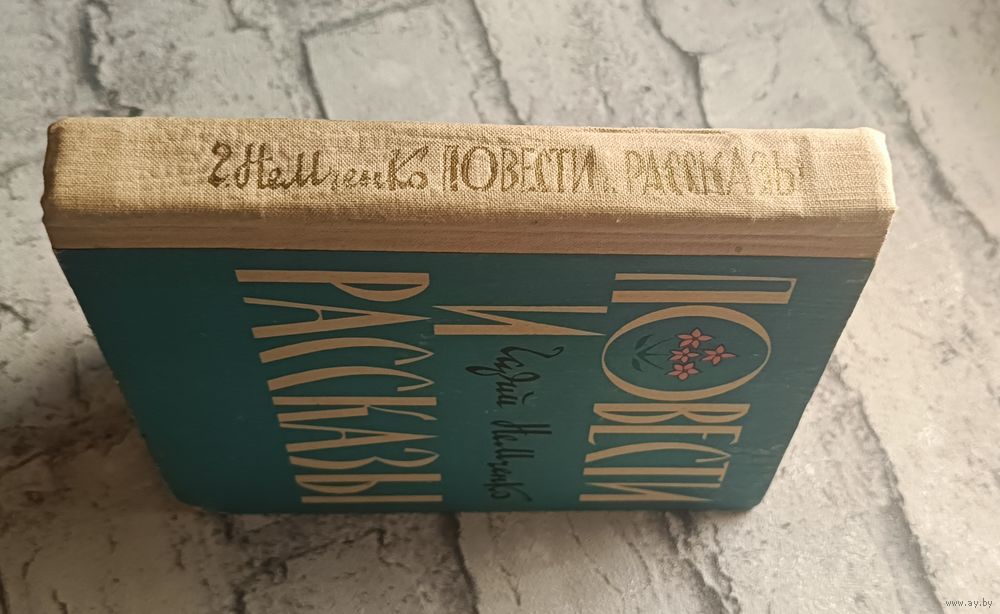 Г. Немченко ПОВЕСТИ и РАССКАЗЫ
ПОВЕСТИ
И
Гарий Немченко
РАССКАЗЫ
www.ay.by